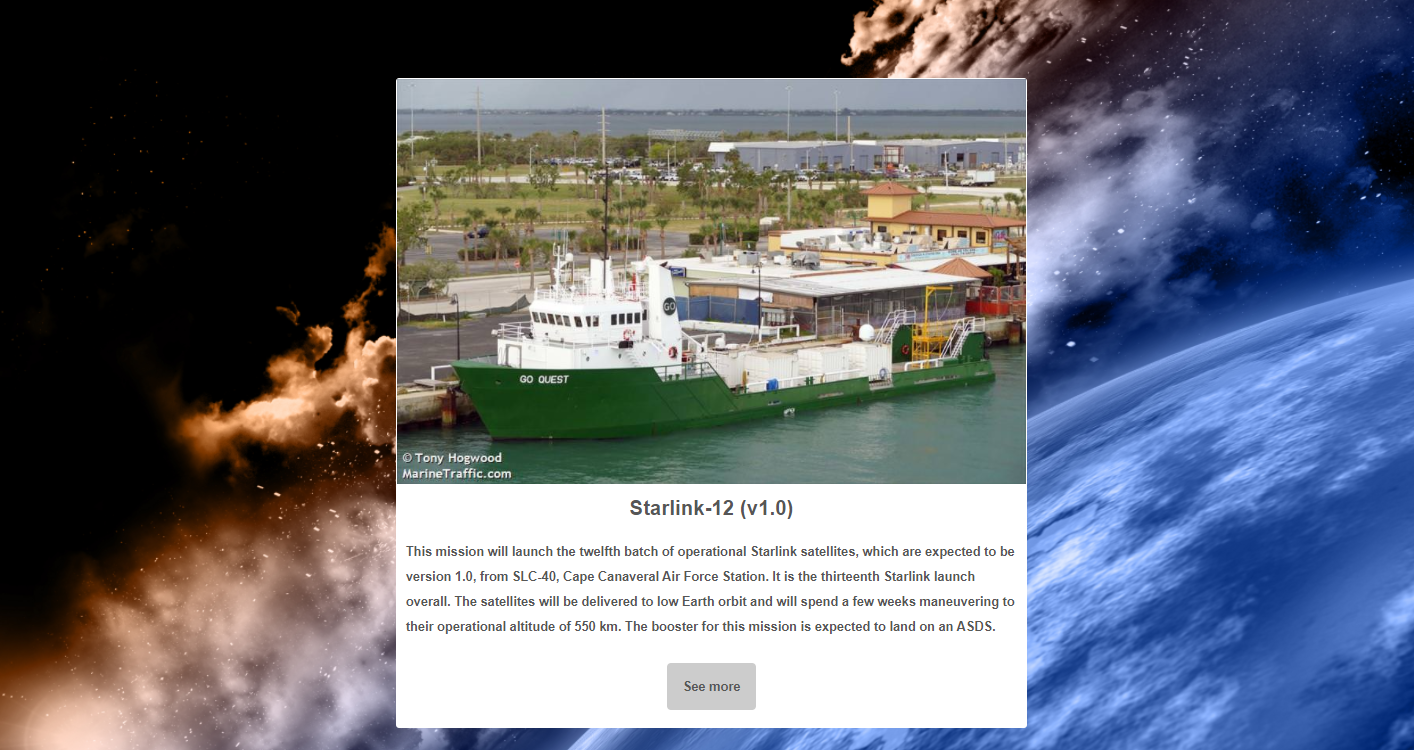 GO
GO QUEST
© Tony Hogwood
MarineTraffic.com
Starlink-12 (v1.0)
This mission will launch the twelfth batch of operational Starlink satellites, which are expected to be
version 1.0, from SLC-40, Cape Canaveral Air Force Station. It is the thirteenth Starlink launch
overall. The satellites will be delivered to low Earth orbit and will spend a few weeks maneuvering to
their operational altitude of 550 km. The booster for this mission is expected to land on an ASDS.
See more